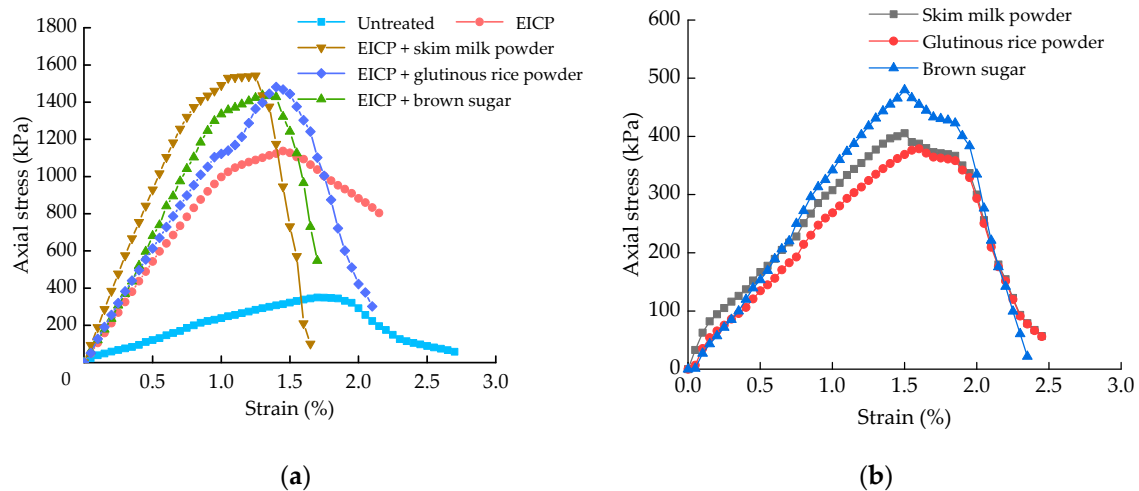 Untreated EICP
EICP + skim milk powder
EICP + glutinous rice powder
EICP + brown sugar
1800
1600
1400
1200
1000
800
600
400
200
0
Axial stress (kPa)
0.5 1.0 1.5 2.0 2.5 3.0
Strain (%)
(a)
Skim milk powder
Glutinous rice powder
Brown sugar
600
500
400
300
200
100
0
Axial stress (kPa)
0.0 0.5 1.0 1.5 2.0 2.5 3.0
Strain (%)
(b)